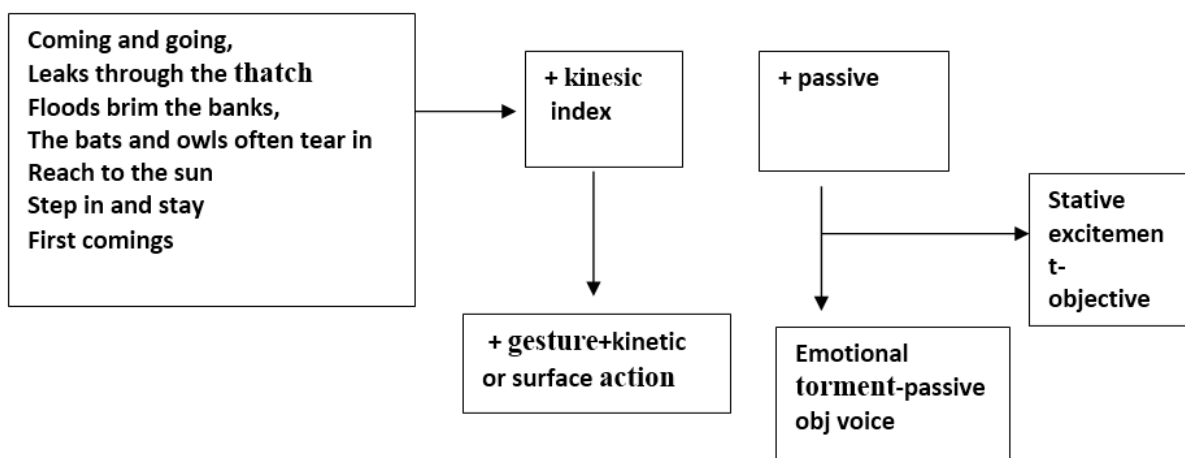 Coming and going,
Leaks through the thatch
Floods brim the banks,
The bats and owls often tear in
Reach to the sun
Step in and stay
First comings
+ kinesic
index
+ passive
Stative
excitemen
t-
objective
+ gesture+kinetic
or surface action
Emotional
torment-passive
obj voice